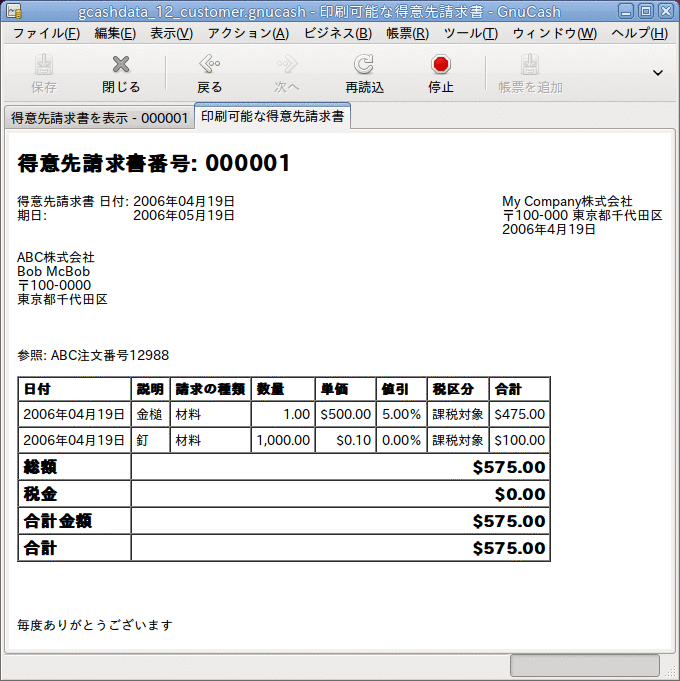 gcashdata_12_customer.gnucash - 印刷可能な得意先請求書 - GnuCash
ファイル(F) 編集(E) 表示(V) アクション(A) ビジネス(B) 帳票(R) ツール(T) ウィンドウ(W) ヘルプ(H)
保存 閉じる 戻る 次へ 再読込 停止 帳票を追加
得意先請求書を表示 - 000001 印刷可能な得意先請求書
得意先請求書番号: 000001
得意先請求書 日付: 2006年04月19日 My Company株式会社
期日: 2006年05月19日 〒100-000 東京都千代田区
2006年4月19日
ABC株式会社
Bob McBob
〒100-0000
東京都千代田区
参照: ABC注文番号12988
日付 説明 請求の種類 数量 単価 値引 税区分 合計
2006年04月19日 金槌 材料 1.00 $500.00 5.00% 課税対象 $475.00
2006年04月19日 釘 材料 1,000.00 $0.10 0.00% 課税対象 $100.00
総額 $575.00
税金 $0.00
合計金額 $575.00
合計 $575.00
毎度ありがとうございます